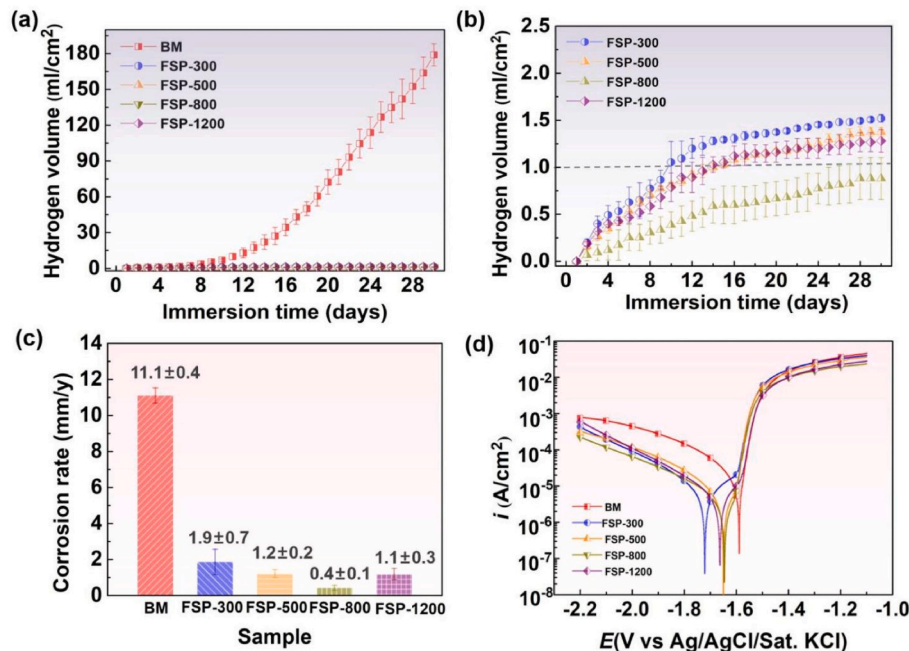 (a)
BM
FSP-300
FSP-500
FSP-800
FSP-1200
Hydrogen volume (ml/cm²)
180
150
120
90
60
30
0
0 4 8 12 16 20 24 28
Immersion time (days)
(b)
FSP-300
FSP-500
FSP-800
FSP-1200
Hydrogen volume (ml/cm²)
2.5
2.0
1.5
1.0
0.5
0.0
0 4 8 12 16 20 24 28
Immersion time (days)
(c)
Corrosion rate (mm/y)
14
12
10
8
6
4
2
0
11.1±0.4
1.9±0.7
1.2±0.2
0.4±0.1
1.1±0.3
BM FSP-300 FSP-500 FSP-800 FSP-1200
Sample
(d)
i (A/cm²)
10⁻¹
10⁻²
10⁻³
10⁻⁴
10⁻⁵
10⁻⁶
10⁻⁷
10⁻⁸
BM
FSP-300
FSP-500
FSP-800
FSP-1200
-2.2 -2.0 -1.8 -1.6 -1.4 -1.2 -1.0
E(V vs Ag/AgCl/Sat. KCl)